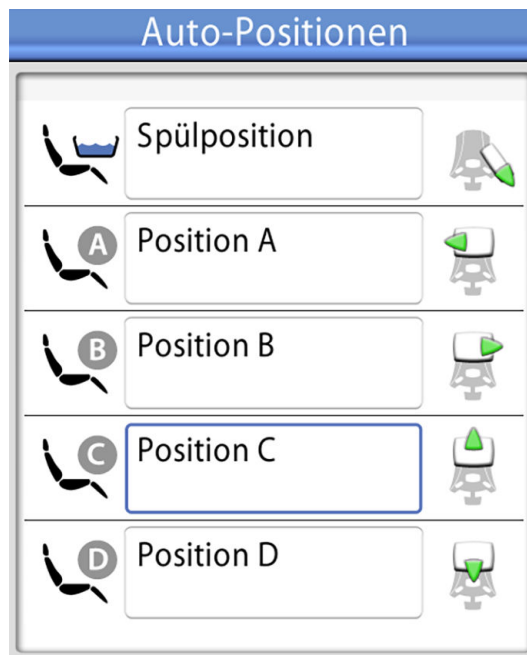 Auto-Positionen
Spülposition
A Position A
B Position B
C Position C
D Position D